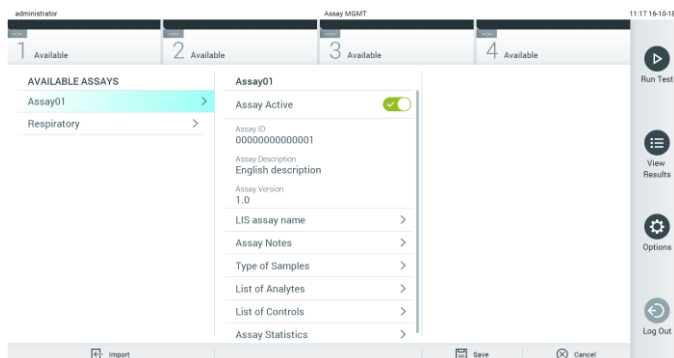 administrator Assay MGMT 11:17 16-10-18
1 Available 2 Available 3 Available 4 Available
Run Test
AVAILABLE ASSAYS
Assay01
Respiratory
Assay01
Assay Active
Assay ID
00000000000001
Assay Description
English description
Assay Version
1.0
LIS assay name
Assay Notes
Type of Samples
List of Analytes
List of Controls
Assay Statistics
View
Results
Options
Log Out
Import Save Cancel